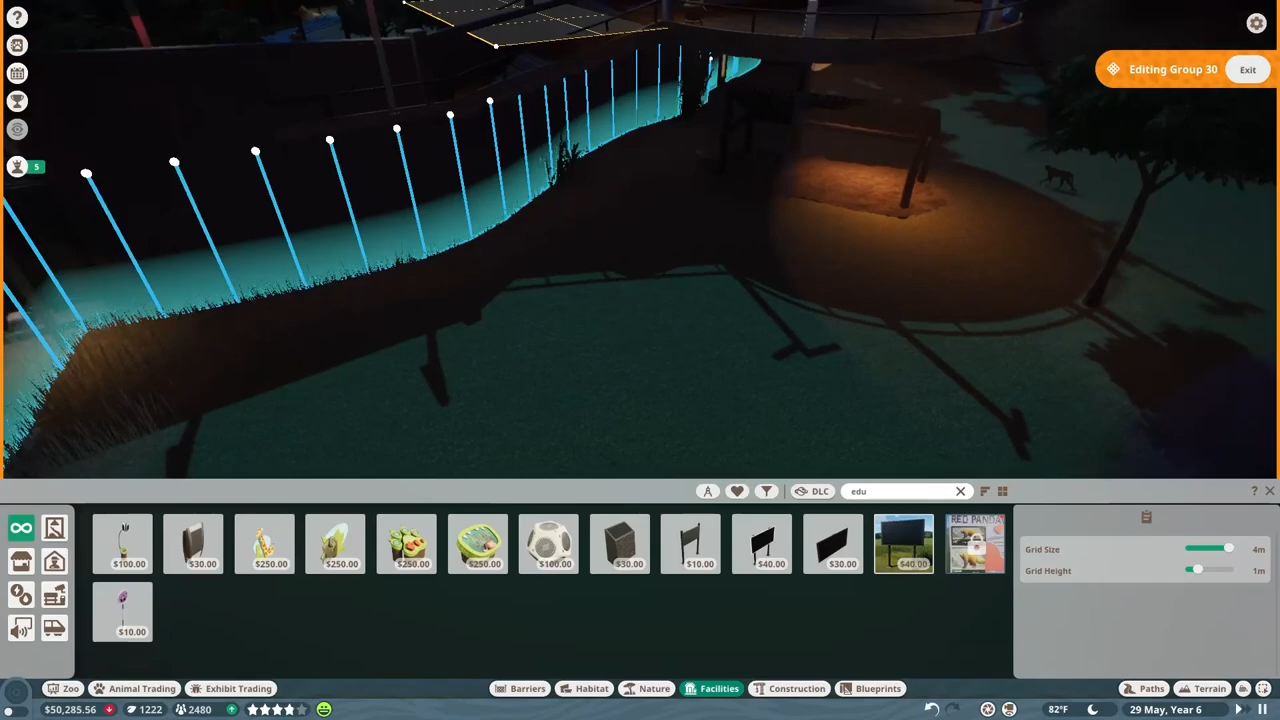 ?
Editing Group 30
Exit
5
DLC
edu
?
$100.00
$30.00
$250.00
$250.00
$250.00
$250.00
$100.00
$30.00
$10.00
$40.00
$30.00
$40.00
RED PANDA
$10.00
Grid Size
4m
Grid Height
1m
Zoo
Animal Trading
Exhibit Trading
Barriers
Habitat
Nature
Facilities
Construction
Blueprints
Paths
Terrain
$50,285.56
1222
2480
82°F
29 May, Year 6